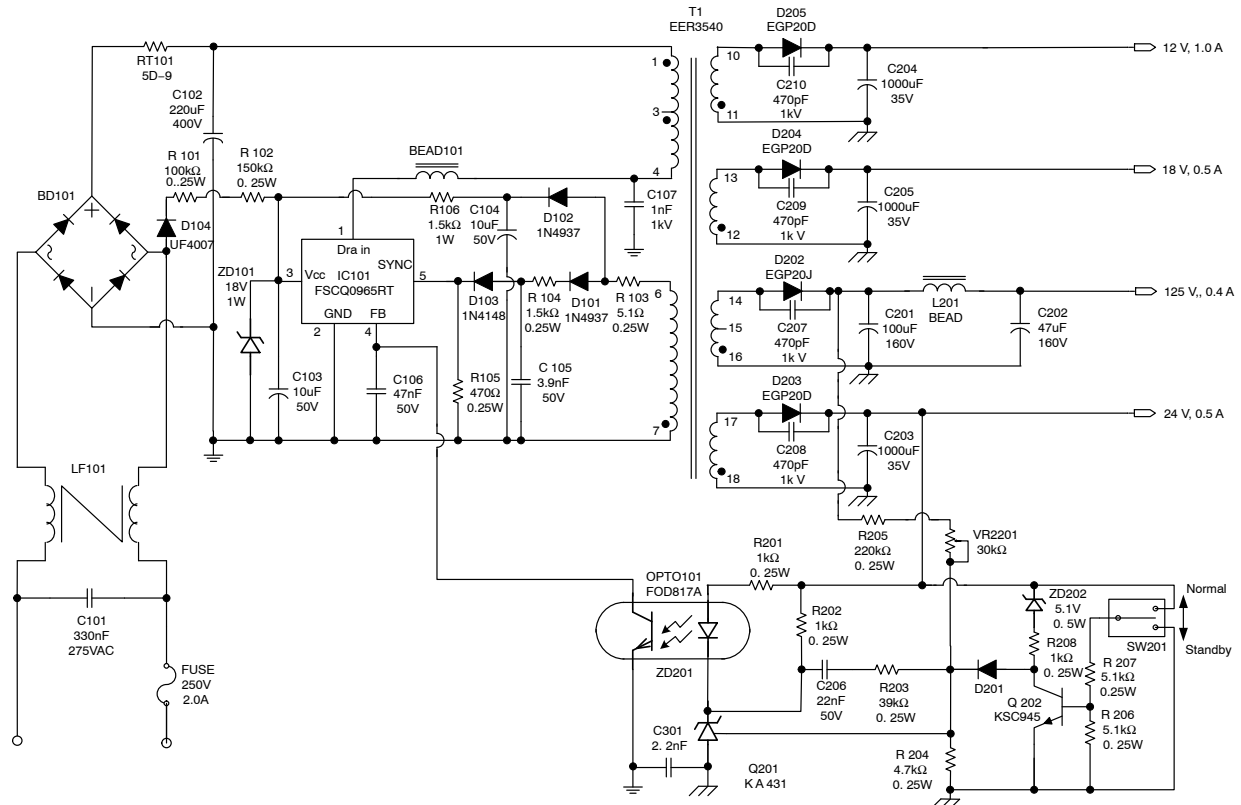 T1
EER3540
D205
EGP20D
12 V, 1.0 A
RT101
5D-9
1
10
C210
470pF
1kV
C204
1000uF
35V
C102
220uF
400V
3
11
D204
EGP20D
BEAD101
4
13
18 V, 0.5 A
R 101
100kΩ
0..25W
R 102
150kΩ
0. 25W
BD101
C209
470pF
1k V
C205
1000uF
35V
C107
1nF
1kV
D104
UF4007
R106
1.5kΩ
1W
C104
10uF
50V
D102
1N4937
12
D202
EGP20J
1
Dra in
SYNC
ZD101
18V
1W
3
Vcc
IC101
FSCQ0965RT
5
6
14
125 V,, 0.4 A
GND
FB
2
4
D103
1N4148
R 104
1.5kΩ
0.25W
D101
1N4937
R 103
5.1Ω
0.25W
15
16
C207
470pF
1k V
C201
100uF
160V
L201
BEAD
C202
47uF
160V
C103
10uF
50V
C106
47nF
50V
R105
470Ω
0.25W
C 105
3.9nF
50V
D203
EGP20D
7
17
24 V, 0.5 A
C208
470pF
1k V
C203
1000uF
35V
18
LF101
R205
220kΩ
0. 25W
VR2201
30kΩ
R201
1kΩ
0. 25W
OPTO101
FOD817A
C101
330nF
275VAC
R202
1kΩ
0. 25W
ZD202
5.1V
0. 5W
Normal
SW201
Standby
R208
1kΩ
0. 25W
ZD201
FUSE
250V
2.0A
C206
22nF
50V
R203
39kΩ
0. 25W
D201
R 207
5.1kΩ
0.25W
Q 202
KSC945
R 206
5.1kΩ
0. 25W
C301
2. 2nF
Q201
K A 431
R 204
4.7kΩ
0. 25W